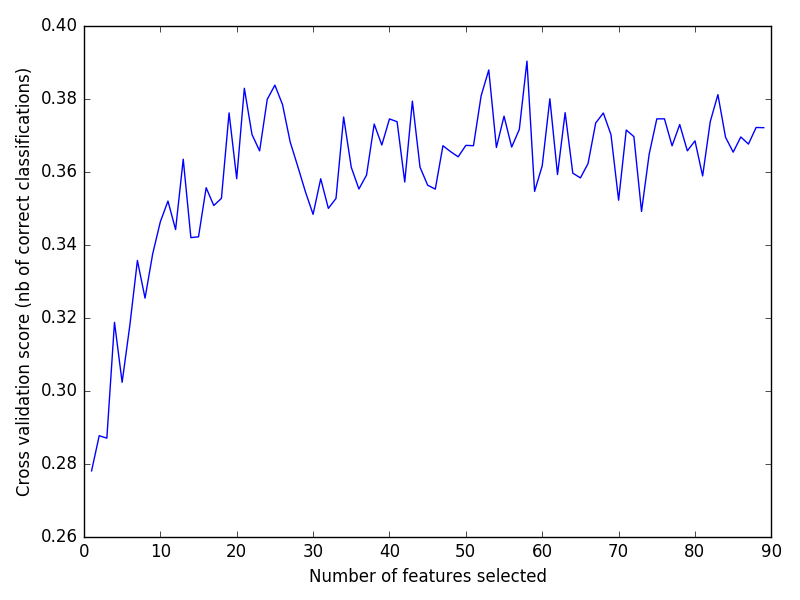 0.40
0.38
0.36
0.34
0.32
0.30
0.28
0.26
0 10 20 30 40 50 60 70 80 90
Number of features selected
Cross validation score (nb of correct classifications)